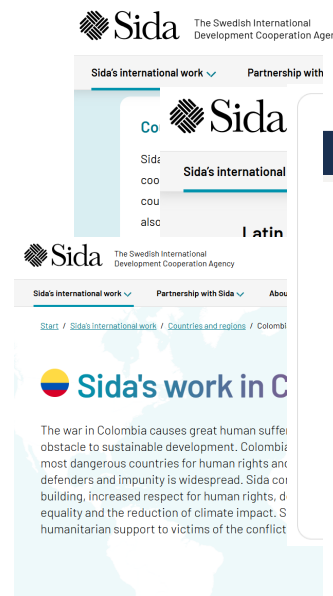 Sida
The Swedish International
Development Cooperation Agen
Sida's international work
Partnership with
Co
Sida
coo
cou
also
Sida
Sida's international
Latin
Sida
The Swedish International
Development Cooperation Agency
Sida's international work
Partnership with Sida
Abou
Start / Sida's international work / Countries and regions / Colombi
Sida's work in C
The war in Colombia causes great human suffer
obstacle to sustainable development. Colombia
most dangerous countries for human rights and
defenders and impunity is widespread. Sida con
building, increased respect for human rights, d
equality and the reduction of climate impact. S
humanitarian support to victims of the conflict